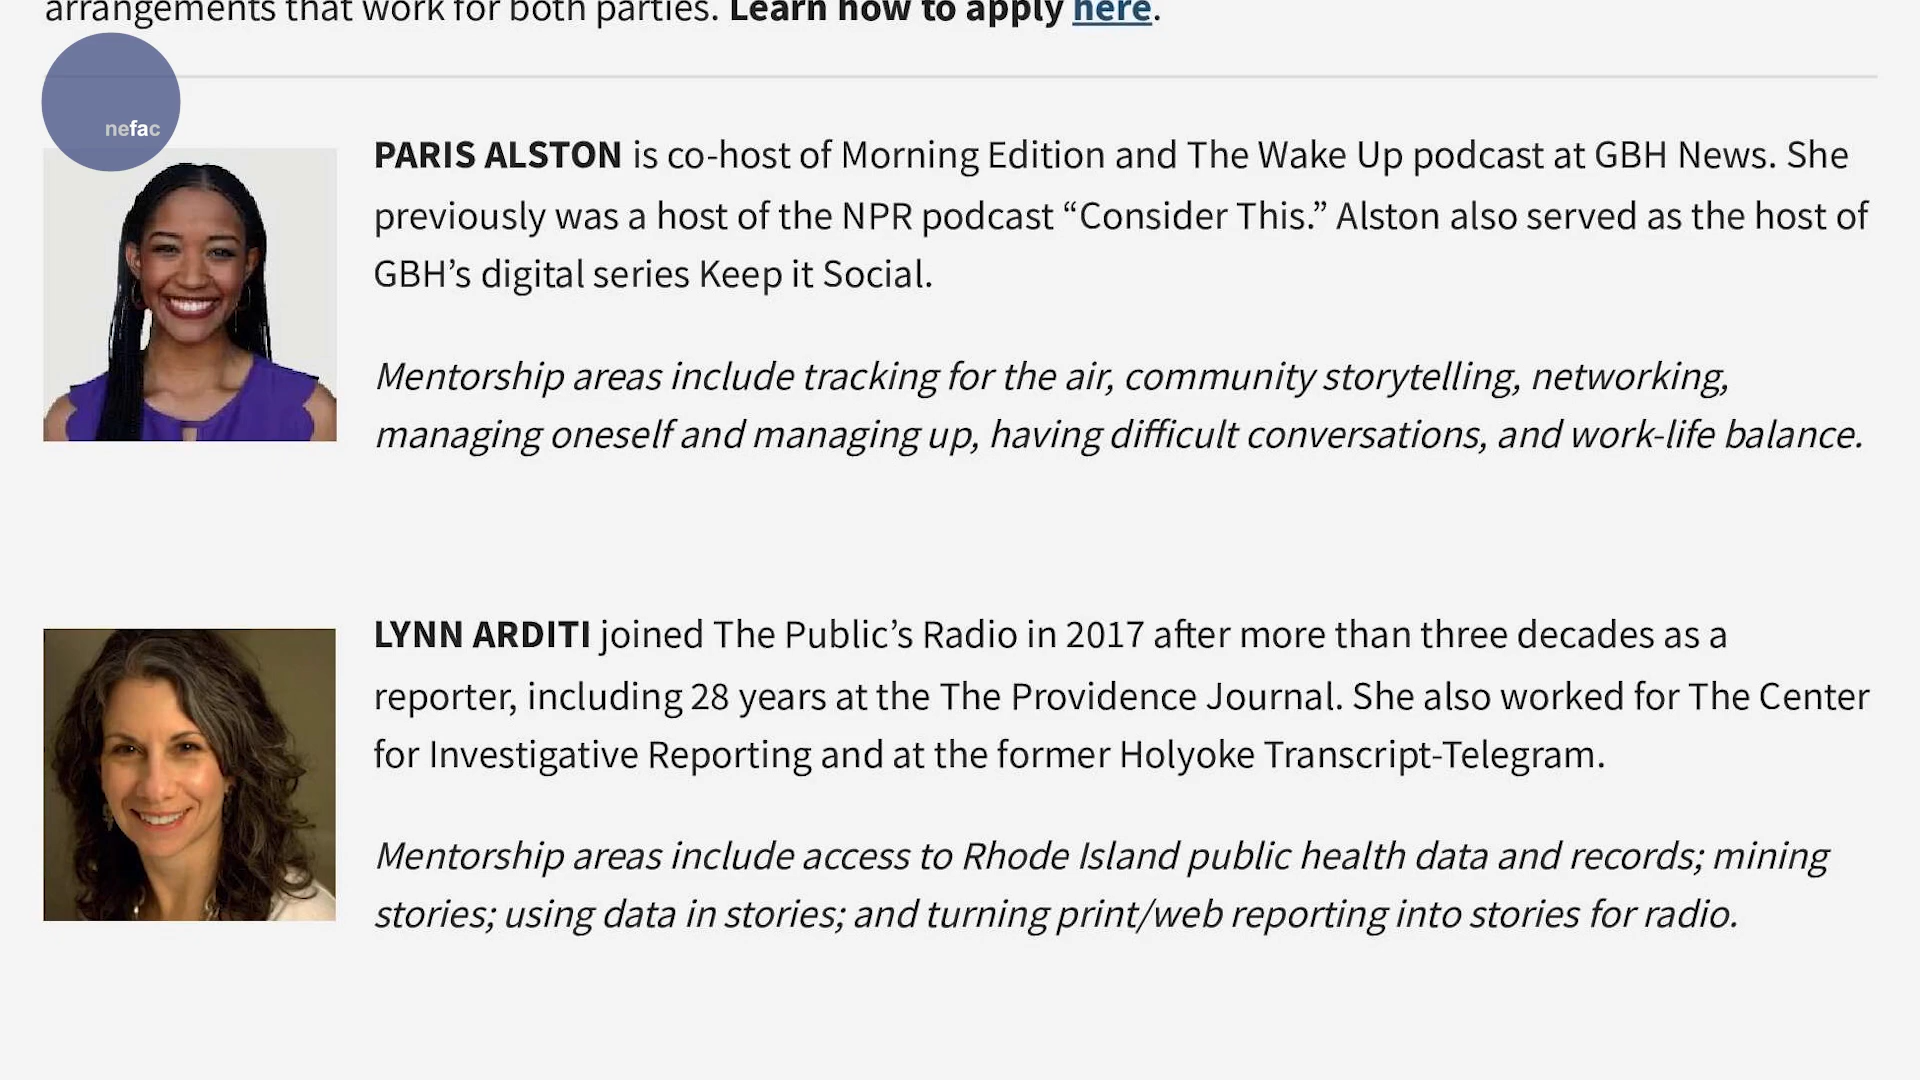 arrangements that work for both parties. Learn how to apply here.
nefac
PARIS ALSTON is co-host of Morning Edition and The Wake Up podcast at GBH News. She
previously was a host of the NPR podcast “Consider This.” Alston also served as the host of
GBH’s digital series Keep it Social.
Mentorship areas include tracking for the air, community storytelling, networking,
managing oneself and managing up, having difficult conversations, and work-life balance.
LYNN ARDITI joined The Public’s Radio in 2017 after more than three decades as a
reporter, including 28 years at the The Providence Journal. She also worked for The Center
for Investigative Reporting and at the former Holyoke Transcript-Telegram.
Mentorship areas include access to Rhode Island public health data and records; mining
stories; using data in stories; and turning print/web reporting into stories for radio.